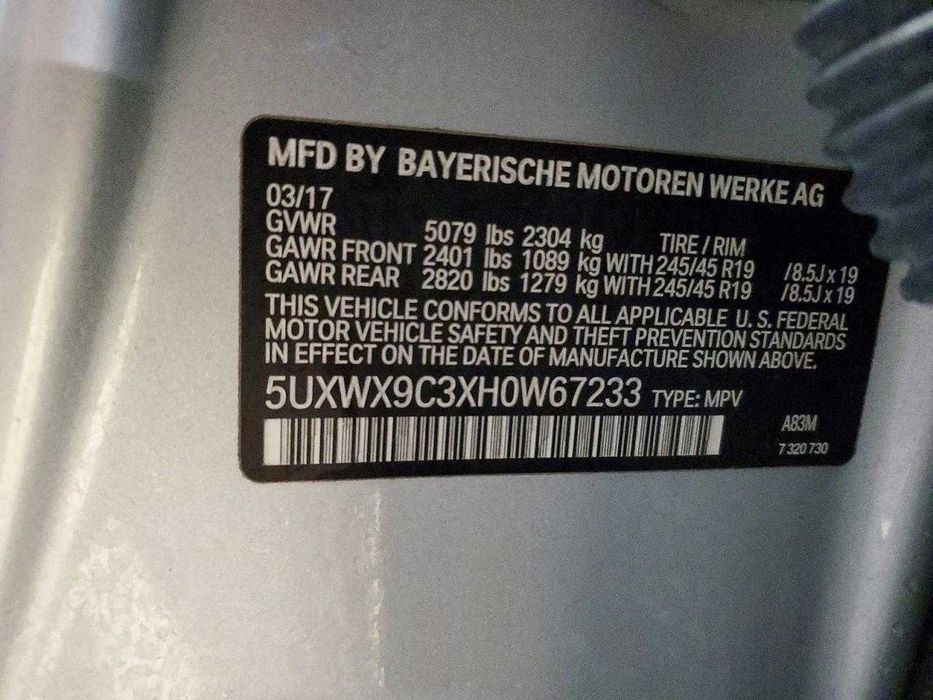 MFD BY BAYERISCHE MOTOREN WERKE AG
03/17
GVWR 5079 lbs 2304 kg TIRE / RIM
GAWR FRONT 2401 lbs 1089 kg WITH 245/45 R19 /8.5J x 19
GAWR REAR 2820 lbs 1279 kg WITH 245/45 R19 /8.5J x 19
THIS VEHICLE CONFORMS TO ALL APPLICABLE U. S. FEDERAL
MOTOR VEHICLE SAFETY AND THEFT PREVENTION STANDARDS
IN EFFECT ON THE DATE OF MANUFACTURE SHOWN ABOVE.
5UXWX9C3XH0W67233 TYPE: MPV
A83M
7 320 730